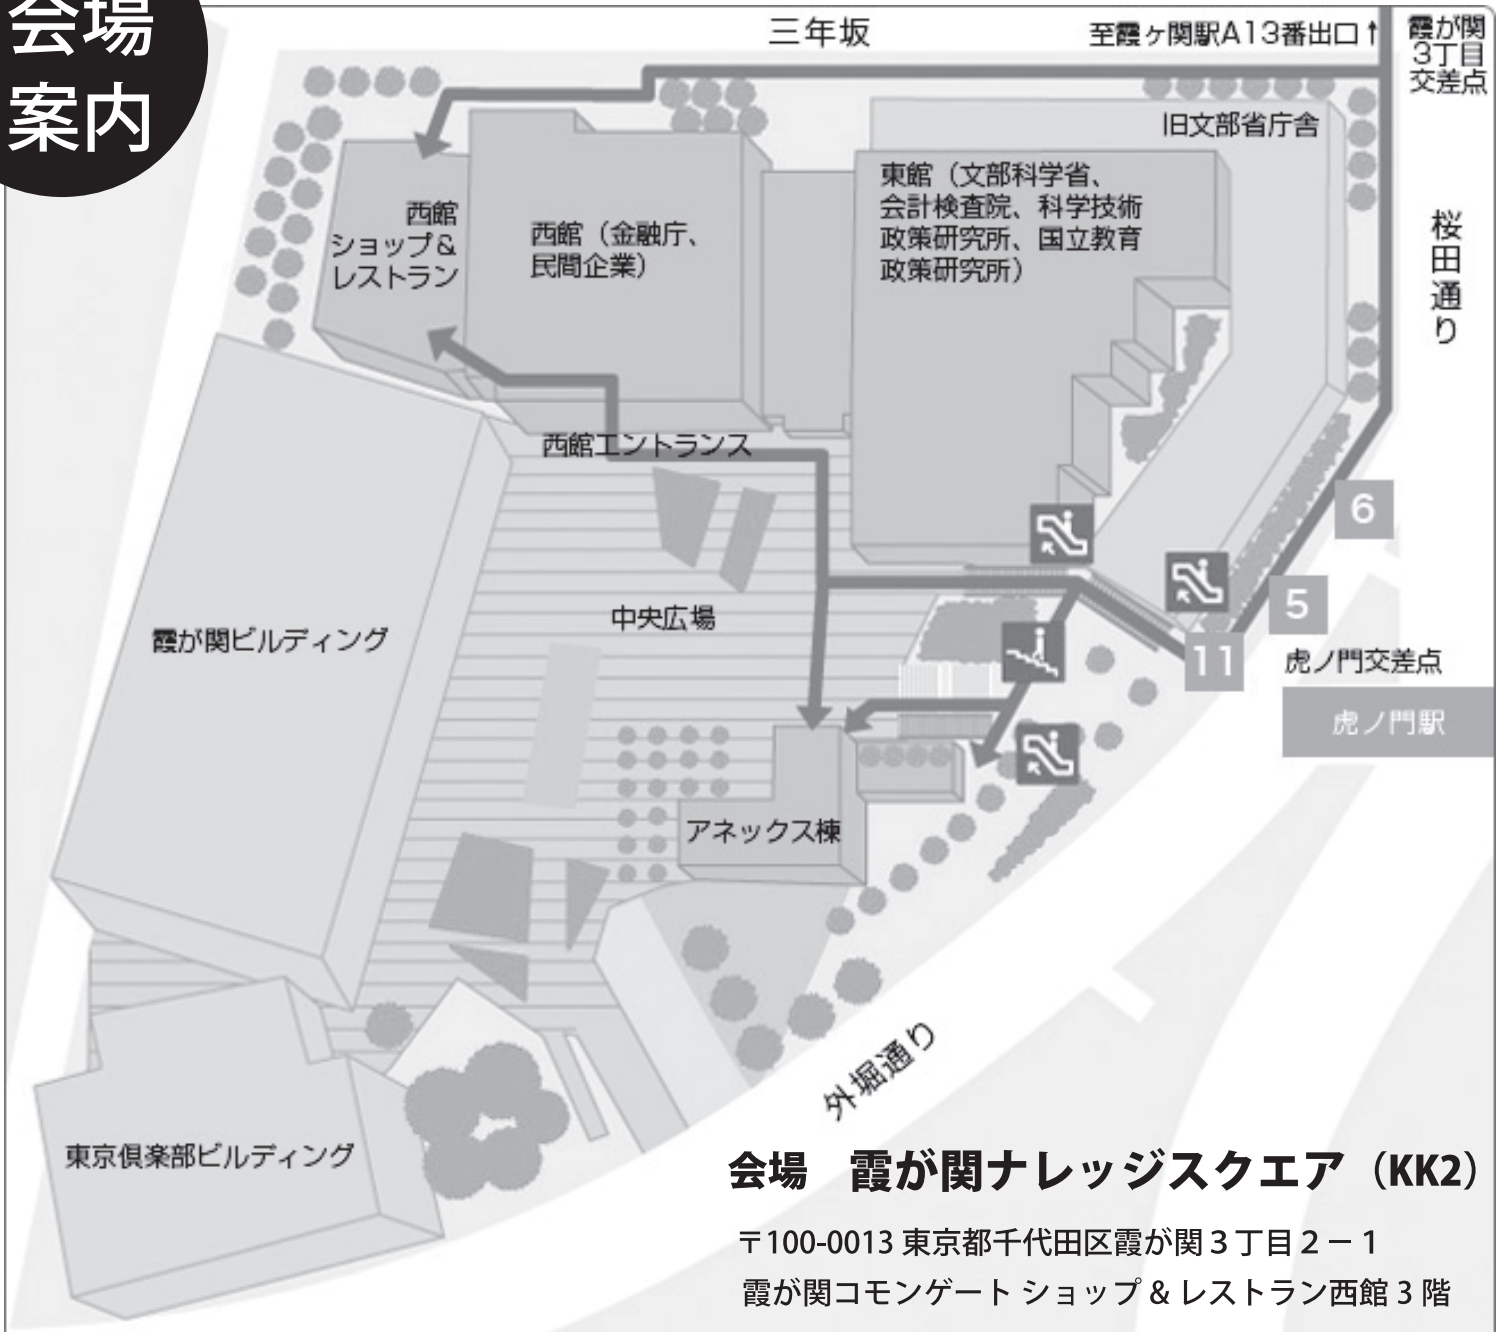 会場
案内
三年坂
至霞ヶ関駅A13番出口↑
霞が関
3丁目
交差点
旧文部省庁舎
東館（文部科学省、
会計検査院、科学技術
政策研究所、国立教育
政策研究所）
西館
ショップ&
レストラン
西館（金融庁、
民間企業）
桜田通り
西館エントランス
6
5
11
中央広場
霞が関ビルディング
虎ノ門交差点
虎ノ門駅
アネックス棟
外堀通り
東京倶楽部ビルディング
会場　霞が関ナレッジスクエア（KK2）
〒100-0013 東京都千代田区霞が関３丁目２－１
霞が関コモンゲート ショップ & レストラン西館 3 階